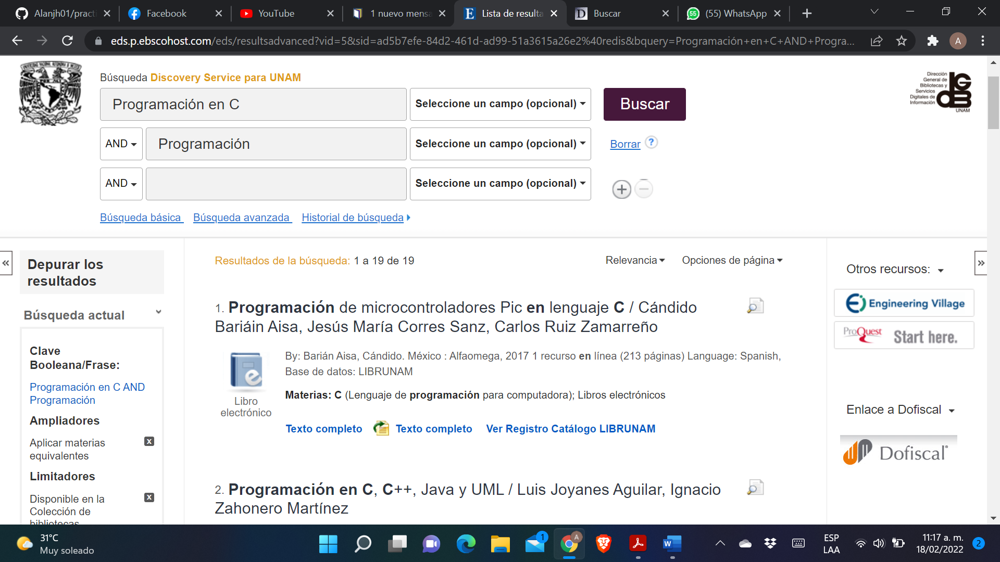 Alanjh01/practi
Facebook
YouTube
1 nuevo mensa
Lista de resulta
Buscar
(55) WhatsApp
eds.p.ebscohost.com/eds/resultsadvanced?vid=5&sid=ad5b7efe-84d2-461d-ad99-51a3615a26e2%40redis&bquery=Programación+en+C+AND+Progra...
A
Búsqueda Discovery Service para UNAM
Programación en C
Seleccione un campo (opcional)
Buscar
AND
Programación
Seleccione un campo (opcional)
Borrar
?
AND
Seleccione un campo (opcional)
Búsqueda básica
Búsqueda avanzada
Historial de búsqueda
Dirección
General de
Bibliotecas y
Servicios
Digitales de
Información
UNAM
Depurar los
resultados
Búsqueda actual
Clave
Booleana/Frase:
Programación en C AND
Programación
Ampliadores
Aplicar materias
equivalentes
x
Limitadores
Disponible en la
Colección de
bibliotecas
x
Resultados de la búsqueda: 1 a 19 de 19
Relevancia
Opciones de página
1. Programación de microcontroladores Pic en lenguaje C / Cándido
Bariáin Aisa, Jesús María Corres Sanz, Carlos Ruiz Zamarreño
Libro
electrónico
By: Barián Aisa, Cándido. México : Alfaomega, 2017 1 recurso en línea (213 páginas) Language: Spanish,
Base de datos: LIBRUNAM
Materias: C (Lenguaje de programación para computadora); Libros electrónicos
Texto completo
Texto completo
Ver Registro Catálogo LIBRUNAM
2. Programación en C, C++, Java y UML / Luis Joyanes Aguilar, Ignacio
Zahonero Martínez
Otros recursos:
Engineering Village
ProQuest Start here.
Enlace a Dofiscal
Dofiscal
31°C
Muy soleado
1
A
ESP
LAA
11:17 a. m.
18/02/2022
2